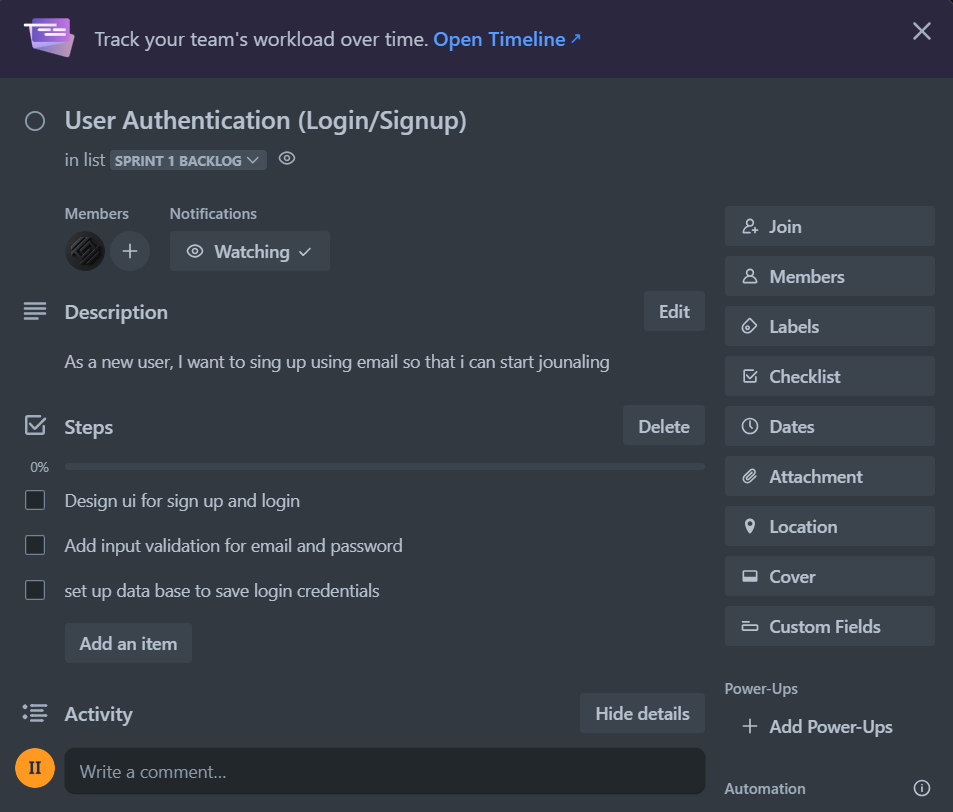 Track your team's workload over time. Open Timeline
User Authentication (Login/Signup)
in list SPRINT 1 BACKLOG
Members
Notifications
Watching
Description
Edit
As a new user, I want to sing up using email so that i can start jounaling
Steps
Delete
0%
Design ui for sign up and login
Add input validation for email and password
set up data base to save login credentials
Add an item
Activity
Hide details
II
Write a comment...
Join
Members
Labels
Checklist
Dates
Attachment
Location
Cover
Custom Fields
Power-Ups
Add Power-Ups
Automation